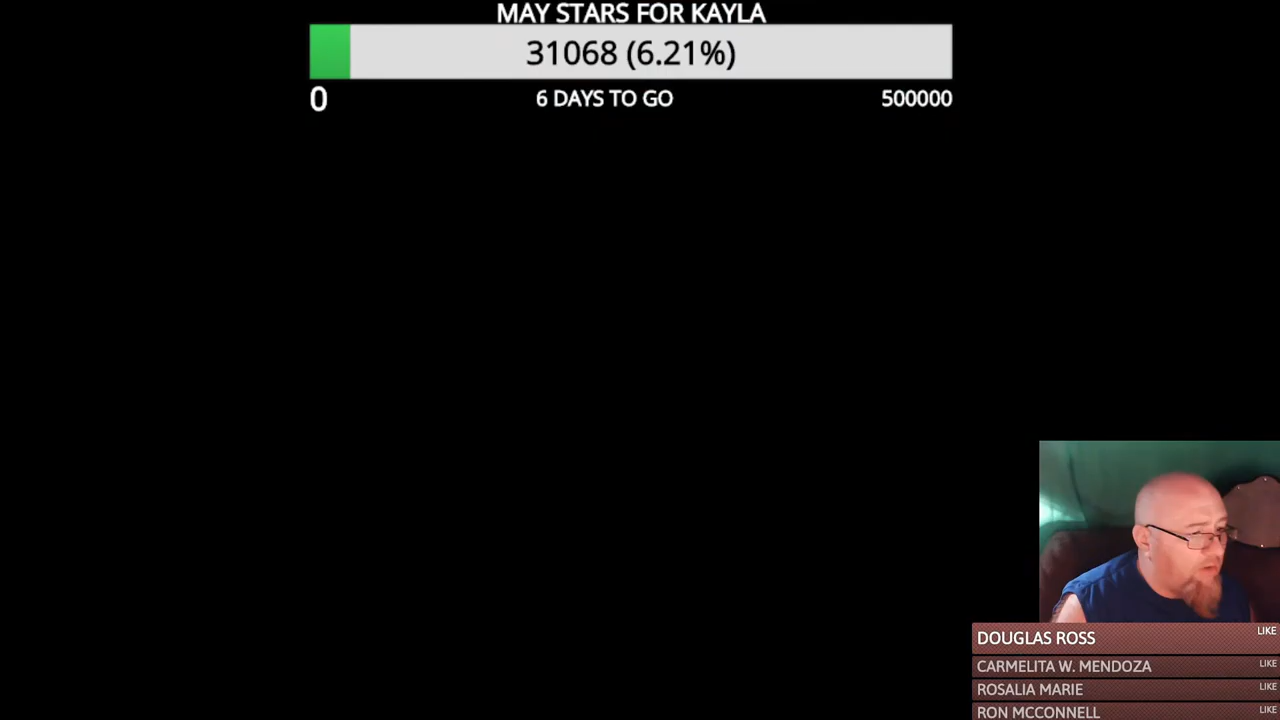 MAY STARS FOR KAYLA
31068 (6.21%)
0 6 DAYS TO GO 500000
DOUGLAS ROSS LIKE
CARMELITA W. MENDOZA LIKE
ROSALIA MARIE LIKE
RON MCCONNELL LIKE